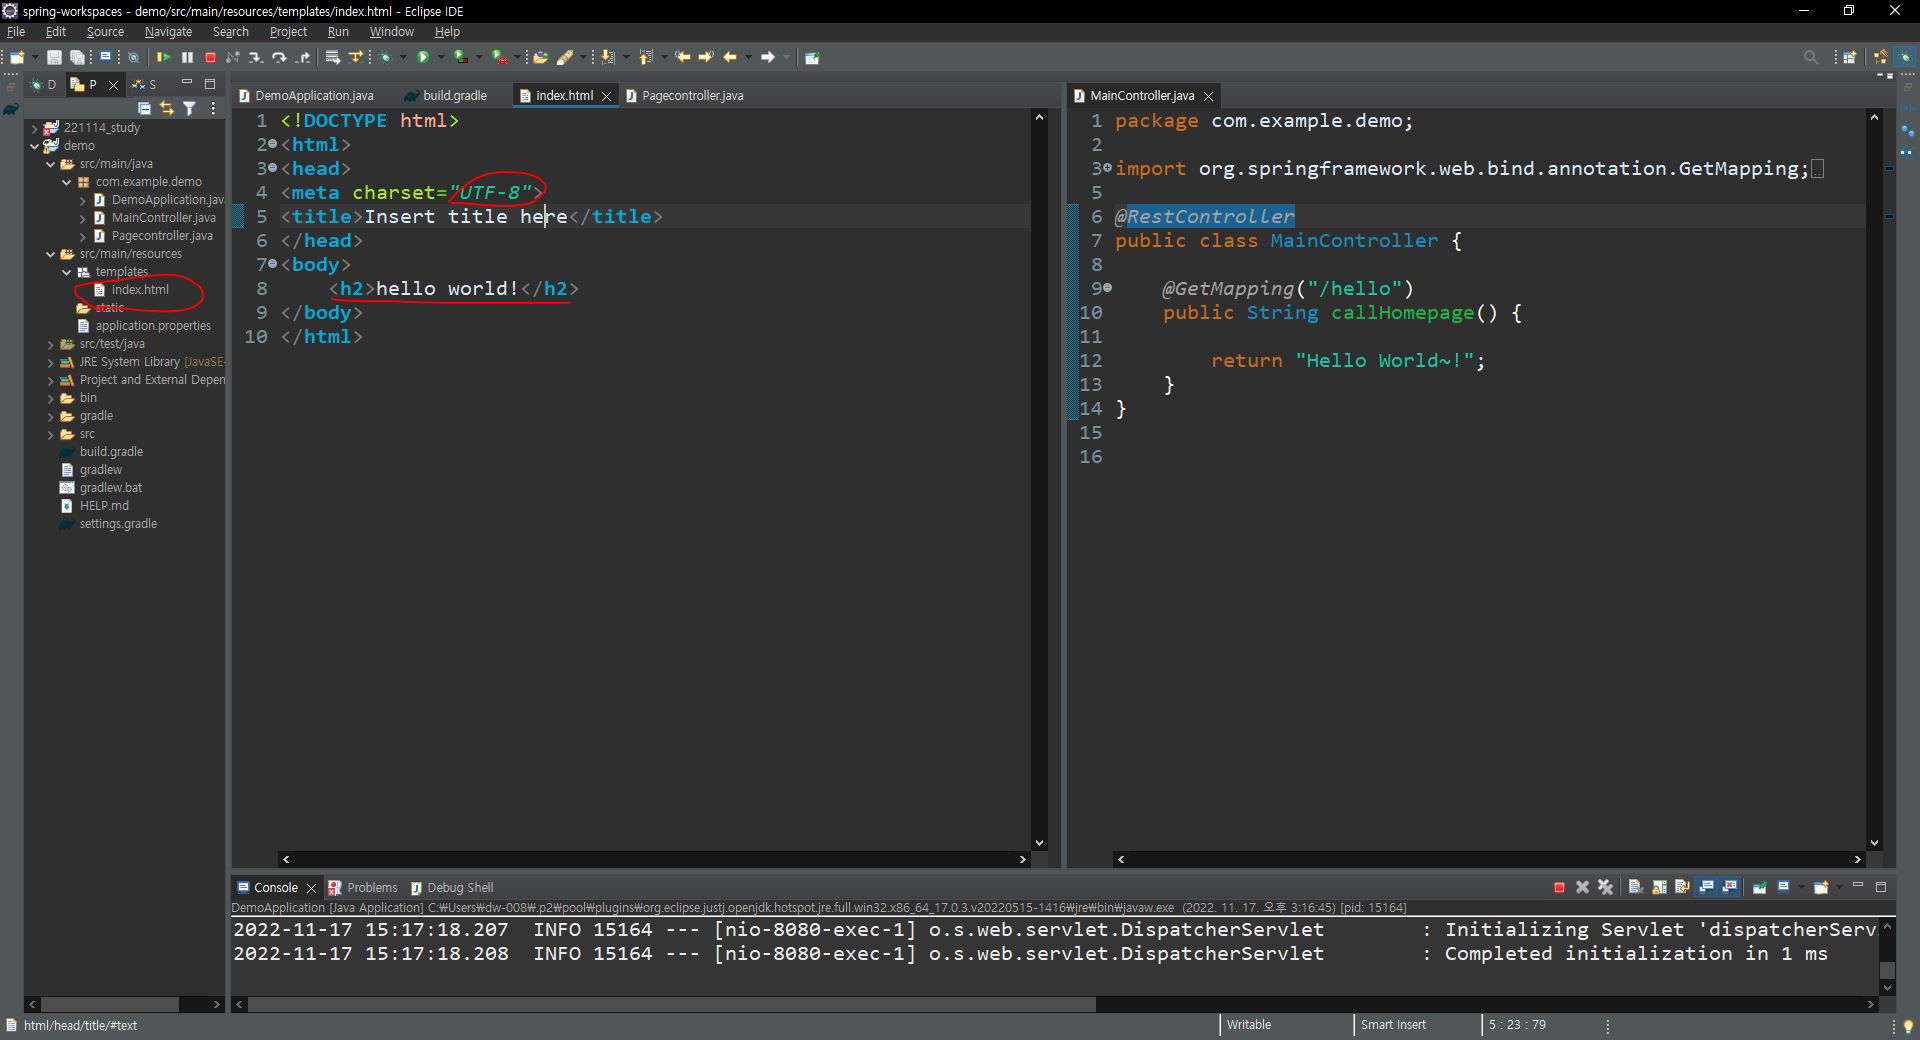 spring-workspaces - demo/src/main/resources/templates/index.html - Eclipse IDE
File Edit Source Navigate Search Project Run Window Help
D P S
221114_study
demo
src/main/java
com.example.demo
DemoApplication.jav
MainController.java
Pagecontroller.java
src/main/resources
templates
index.html
static
application.properties
src/test/java
JRE System Library [JavaSE-
Project and External Depen
bin
gradle
src
build.gradle
gradlew
gradlew.bat
HELP.md
settings.gradle
DemoApplication.java build.gradle index.html Pagecontroller.java
1 <!DOCTYPE html>
2 <html>
3 <head>
4 <meta charset="UTF-8">
5 <title>Insert title here</title>
6 </head>
7 <body>
8 <h2>hello world!</h2>
9 </body>
10 </html>
MainController.java
1 package com.example.demo;
2
3 import org.springframework.web.bind.annotation.GetMapping;
5
6 @RestController
7 public class MainController {
8
9 @GetMapping("/hello")
10 public String callHomepage() {
11
12 return "Hello World~!";
13 }
14 }
15
16
Console Problems Debug Shell
DemoApplication [Java Application] C:₩Users₩dw-008₩.p2₩pool₩plugins₩org.eclipse.justj.openjdk.hotspot.jre.full.win32.x86_64_17.0.3.v20220515-1416₩jre₩bin₩javaw.exe (2022. 11. 17. 오후 3:16:45) [pid: 15164]
2022-11-17 15:17:18.207 INFO 15164 --- [nio-8080-exec-1] o.s.web.servlet.DispatcherServlet : Initializing Servlet 'dispatcherServ
2022-11-17 15:17:18.208 INFO 15164 --- [nio-8080-exec-1] o.s.web.servlet.DispatcherServlet : Completed initialization in 1 ms
html/head/title/#text Writable Smart Insert 5 : 23 : 79